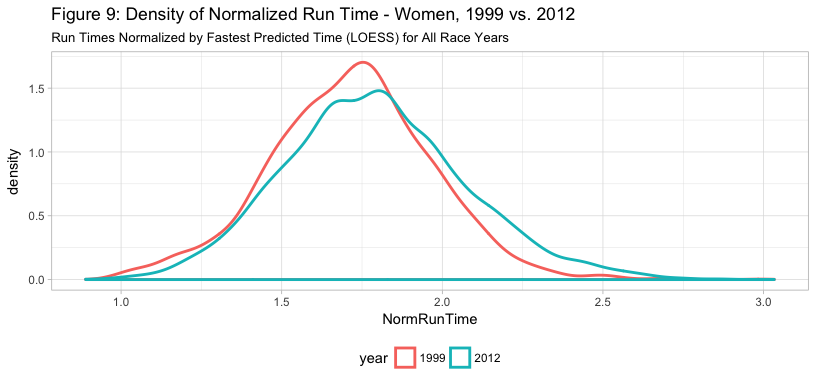 Figure 9: Density of Normalized Run Time - Women, 1999 vs. 2012
Run Times Normalized by Fastest Predicted Time (LOESS) for All Race Years
density
1.5
1.0
0.5
0.0
1.0 1.5 2.0 2.5 3.0
NormRunTime
year 1999 2012